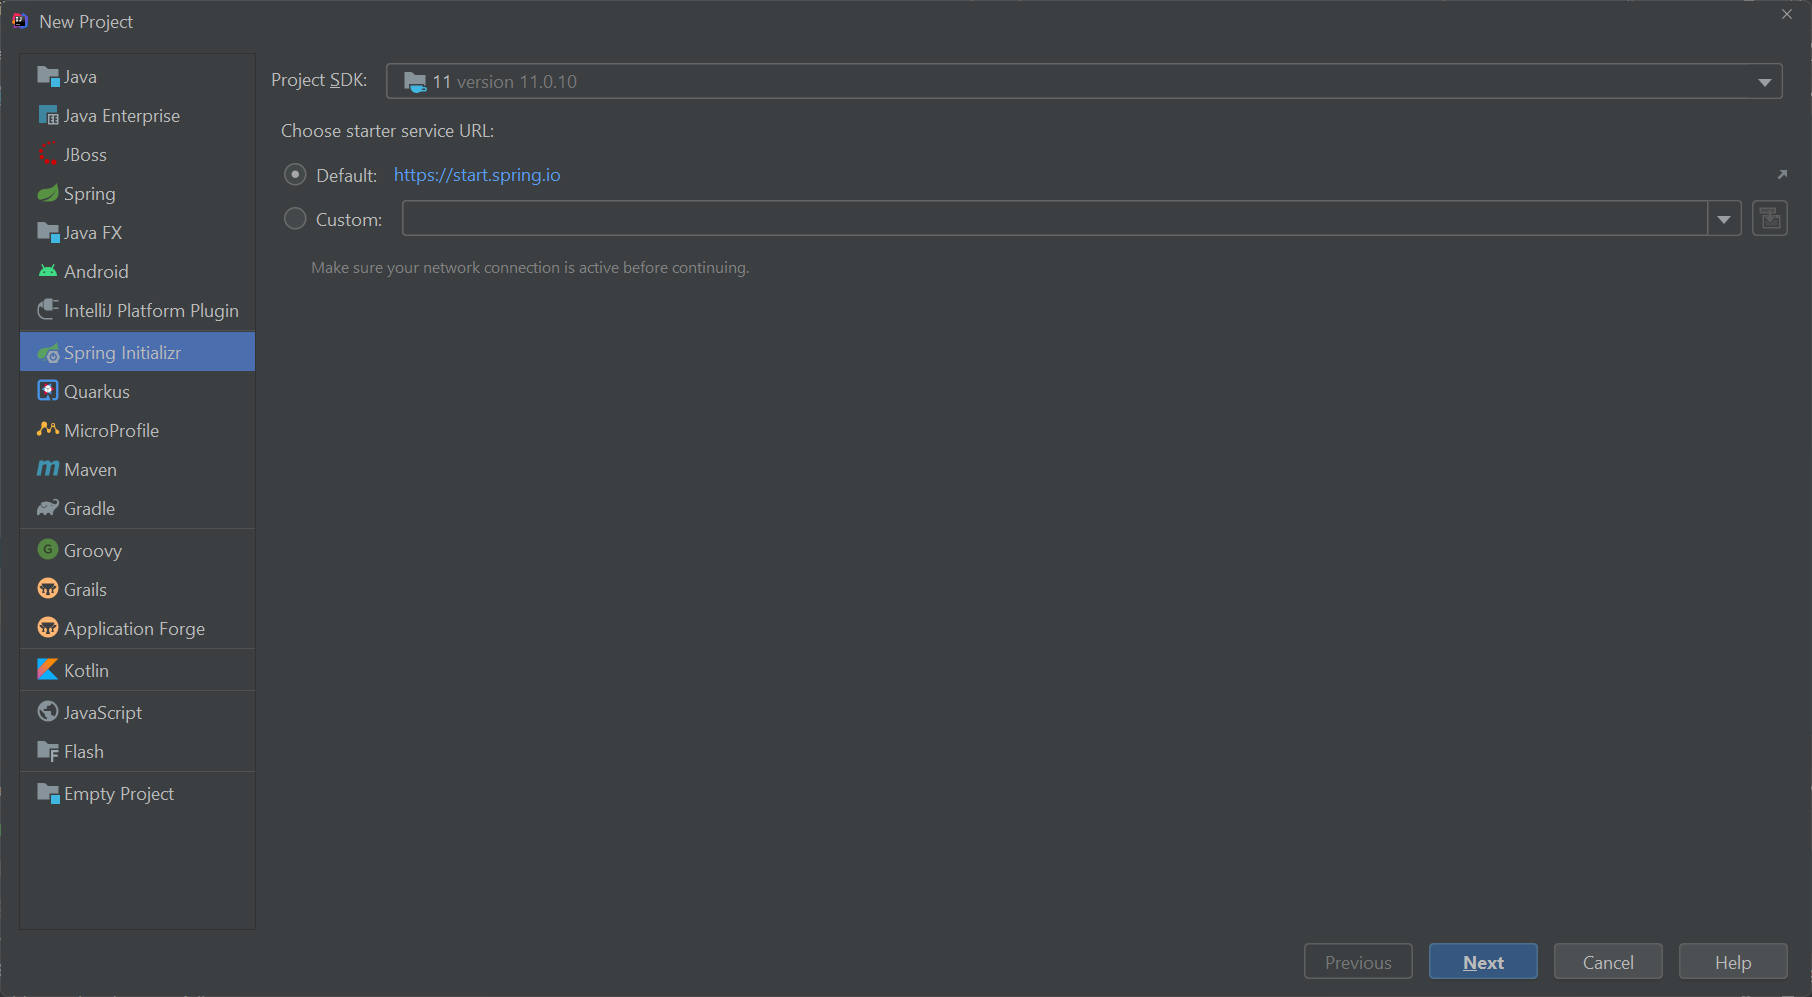 New Project
Java
Java Enterprise
JBoss
Spring
Java FX
Android
IntelliJ Platform Plugin
Spring Initializr
Quarkus
MicroProfile
Maven
Gradle
Groovy
Grails
Application Forge
Kotlin
JavaScript
Flash
Empty Project
Project SDK: 11 version 11.0.10
Choose starter service URL:
Default: https://start.spring.io
Custom:
Make sure your network connection is active before continuing.
Previous Next Cancel Help